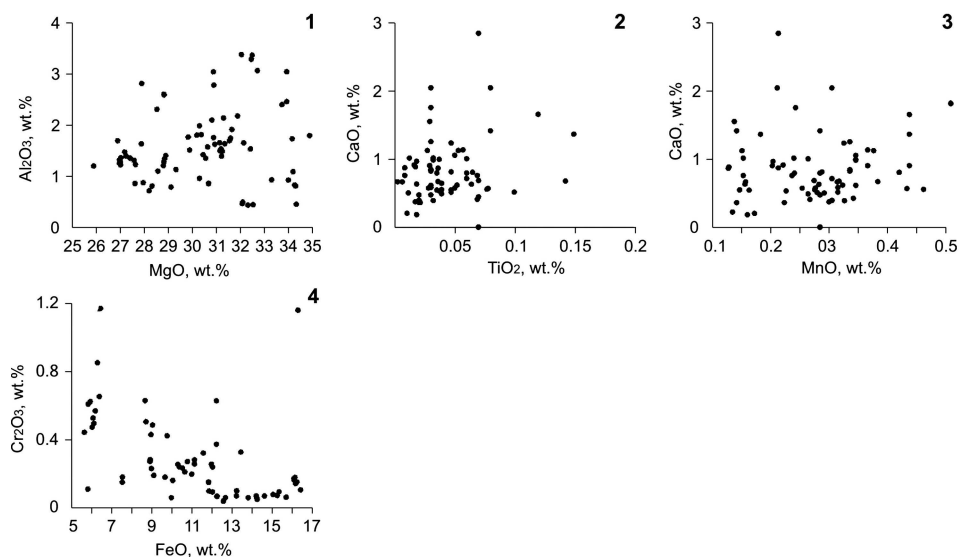 1
4
3
2
1
0
Al2O3, wt.%
25 26 27 28 29 30 31 32 33 34 35
MgO, wt.%
2
3
2
1
0
CaO, wt.%
0.05 0.1 0.15 0.2
TiO2, wt.%
3
3
2
1
0
CaO, wt.%
0.1 0.2 0.3 0.4 0.5
MnO, wt.%
4
1.2
0.8
0.4
0
Cr2O3, wt.%
5 7 9 11 13 15 17
FeO, wt.%